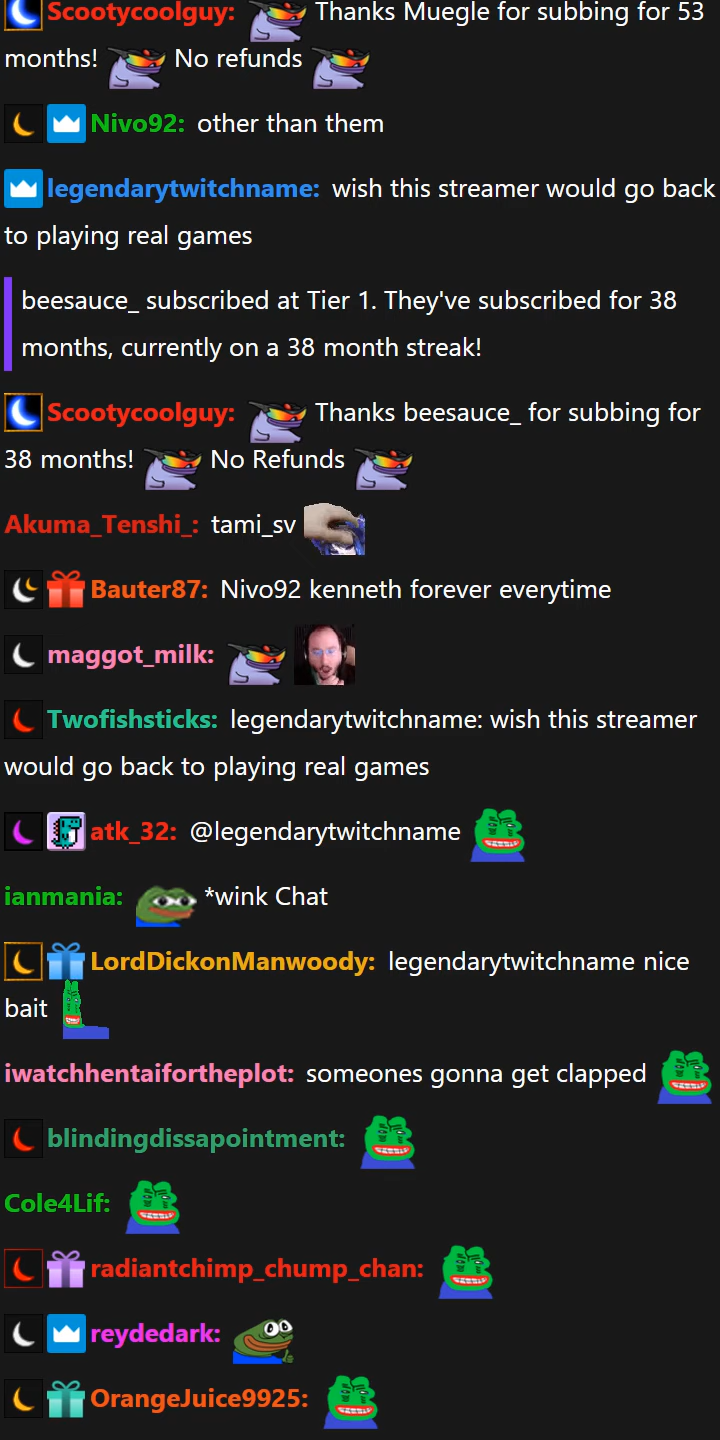 Scootycoolguy: Thanks Muegle for subbing for 53
months! No refunds
Nivo92: other than them
legendarytwitchname: wish this streamer would go back
to playing real games
beesauce_ subscribed at Tier 1. They've subscribed for 38
months, currently on a 38 month streak!
Scootycoolguy: Thanks beesauce_ for subbing for
38 months! No Refunds
Akuma_Tenshi_: tami_sv
Bauter87: Nivo92 kenneth forever everytime
maggot_milk:
Twofishsticks: legendarytwitchname: wish this streamer
would go back to playing real games
atk_32: @legendarytwitchname
ianmania: *wink Chat
LordDickonManwoody: legendarytwitchname nice
bait
iwatchhentaifortheplot: someones gonna get clapped
blindingdissapointment:
Cole4Lif:
radiantchimp_chump_chan:
reydedark:
OrangeJuice9925: